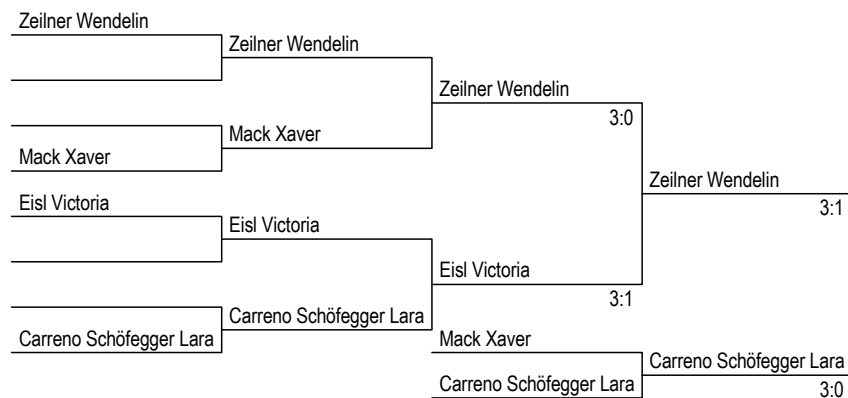 Zeilner Wendelin
Zeilner Wendelin
Zeilner Wendelin
3:0
Mack Xaver
Mack Xaver
Zeilner Wendelin
3:1
Eisl Victoria
Eisl Victoria
Eisl Victoria
3:1
Carreno Schöfegger Lara
Carreno Schöfegger Lara
Mack Xaver
Carreno Schöfegger Lara
Carreno Schöfegger Lara
3:0